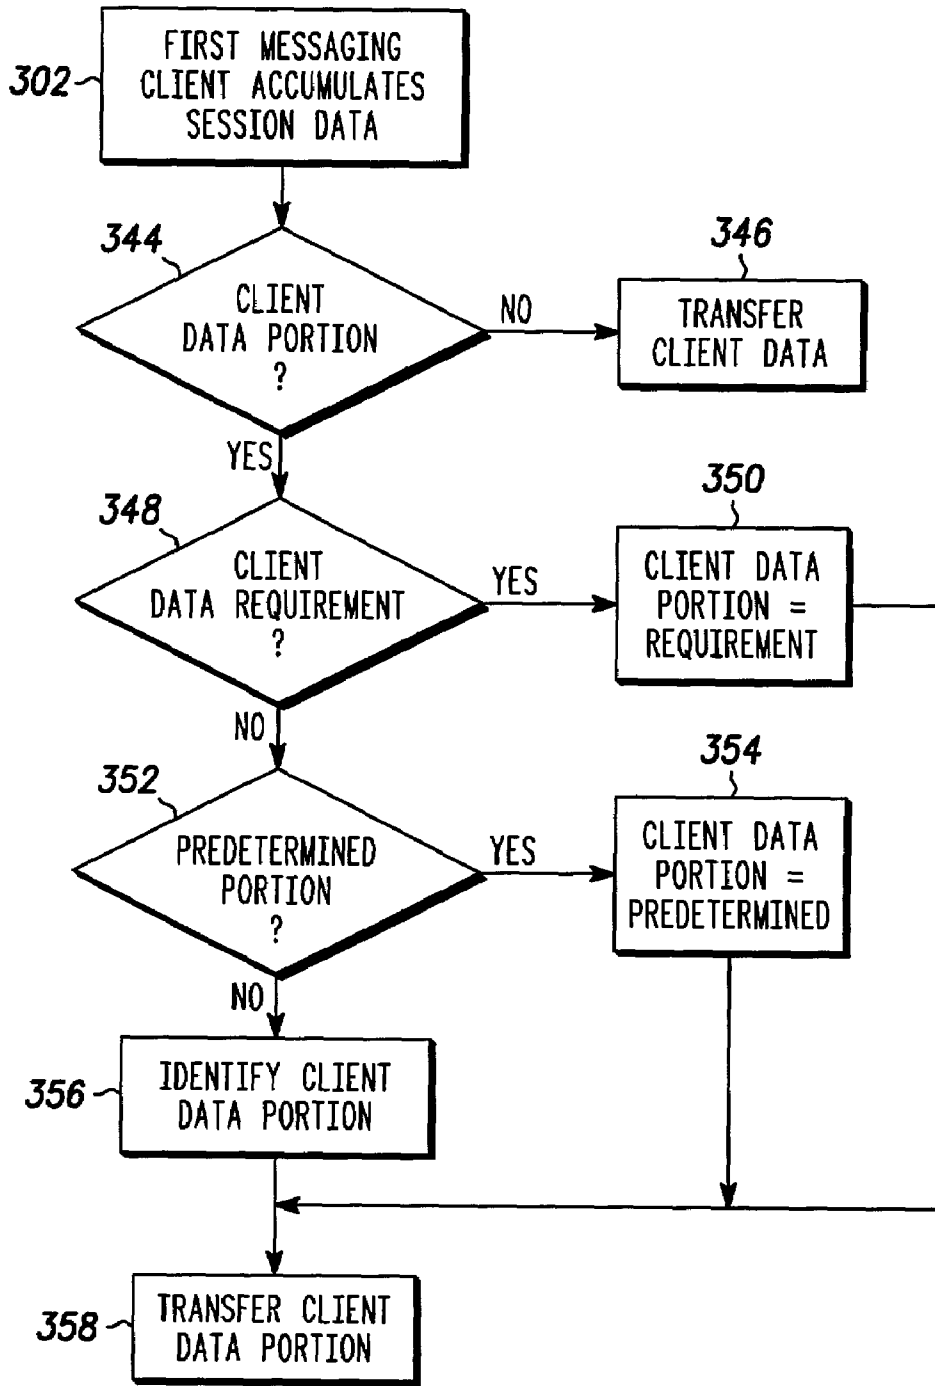 FIRST MESSAGING
CLIENT ACCUMULATES
SESSION DATA
302
344
CLIENT
DATA PORTION
?
NO
346
TRANSFER
CLIENT DATA
YES
348
CLIENT
DATA REQUIREMENT
?
YES
350
CLIENT DATA
PORTION =
REQUIREMENT
NO
352
PREDETERMINED
PORTION
?
YES
354
CLIENT DATA
PORTION =
PREDETERMINED
NO
356
IDENTIFY CLIENT
DATA PORTION
358
TRANSFER CLIENT
DATA PORTION